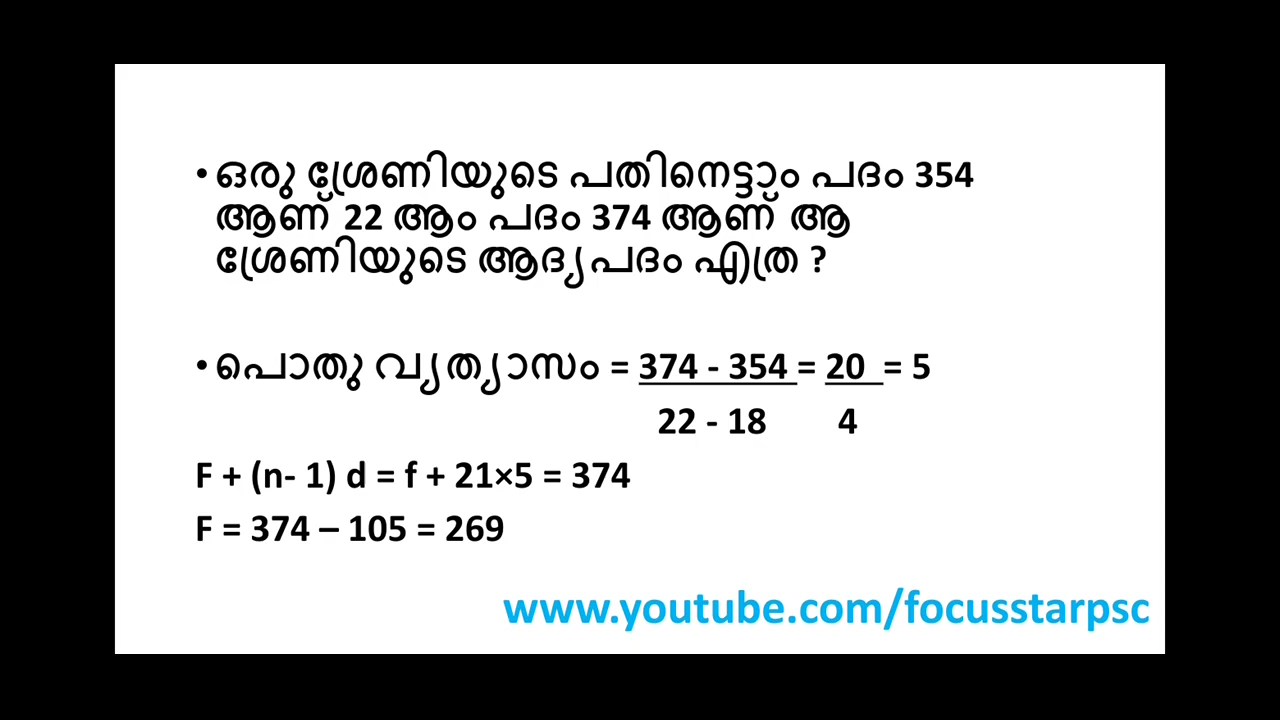 • ഒരു ശ്രേണിയുടെ പതിനെട്ടാം പദം 354
ആണ് 22 ആം പദം 374 ആണ് ആ
ശ്രേണിയുടെ ആദ്യപദം എത്ര ?
• പൊതു വ്യത്യാസം = 374 - 354 = 20 = 5
22 - 18 4
F + (n- 1) d = f + 21×5 = 374
F = 374 – 105 = 269
www.youtube.com/focusstarpsc